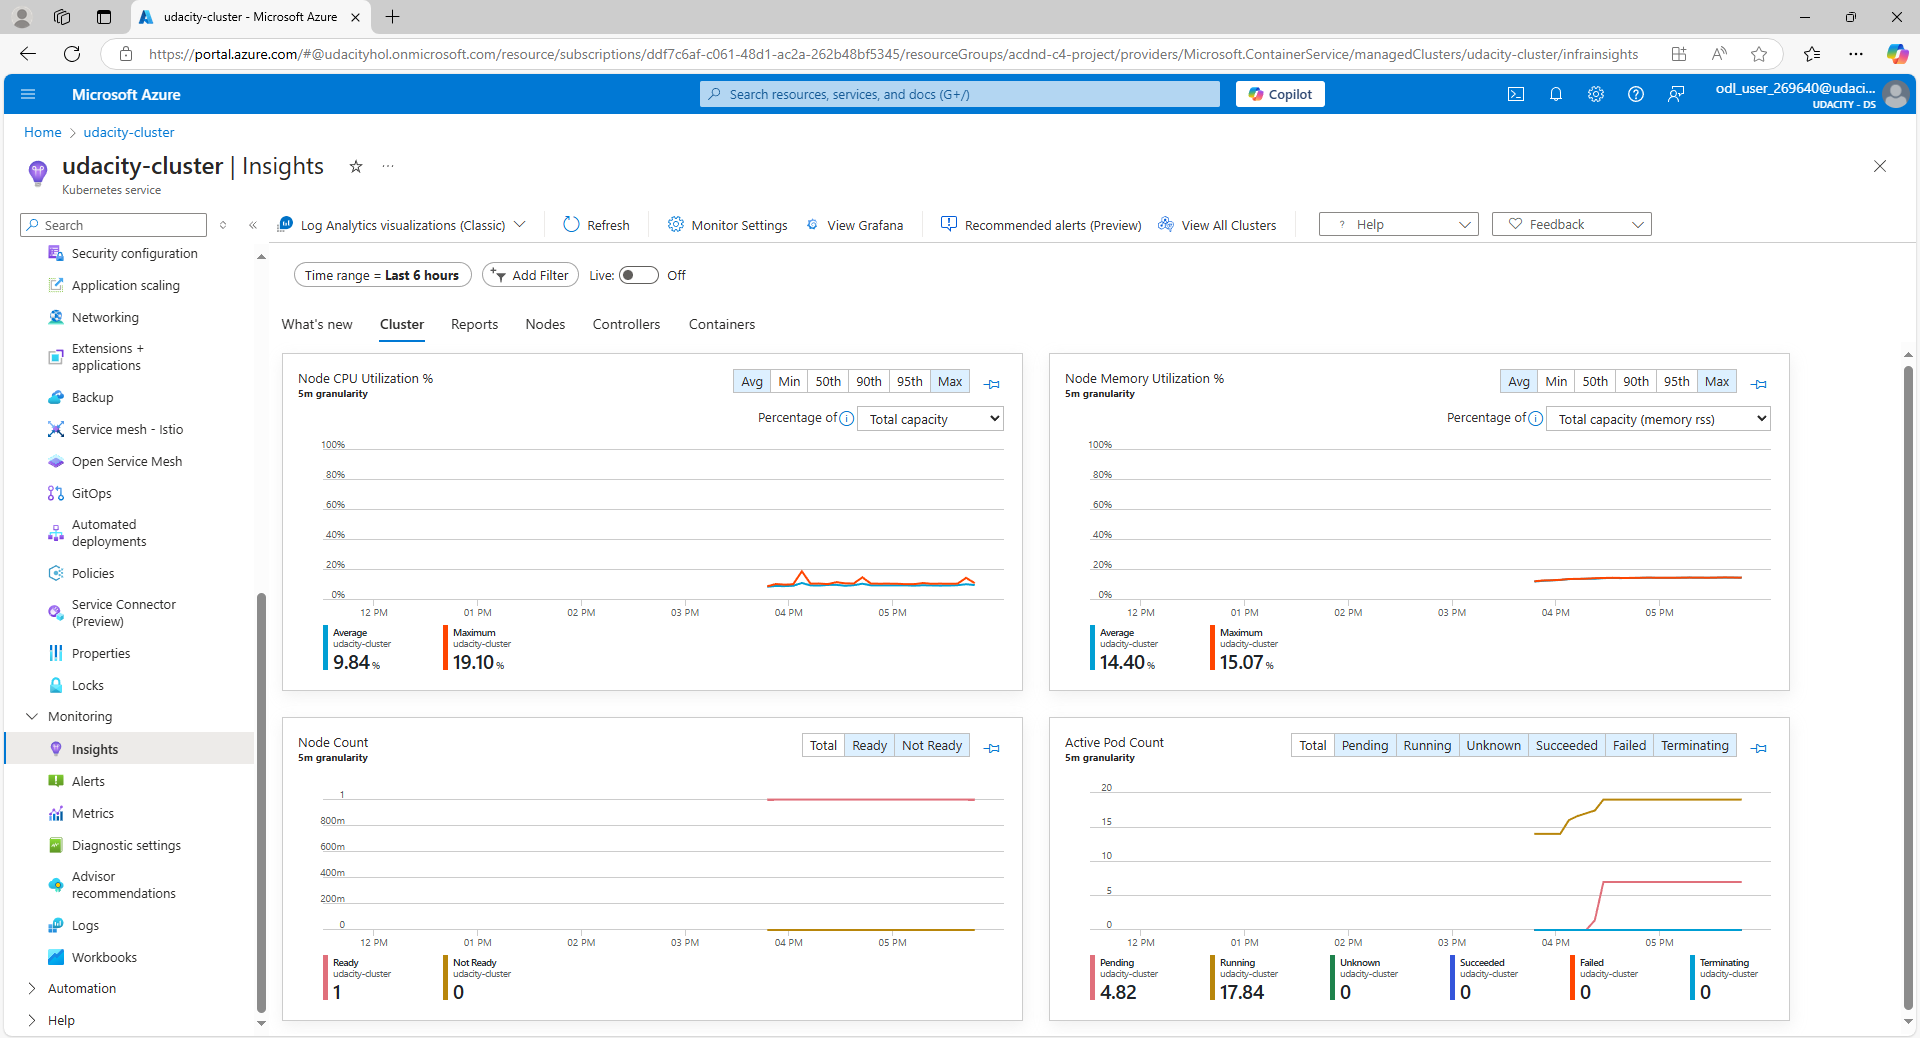 udacity-cluster - Microsoft Azure
https://portal.azure.com/#@udacityhol.onmicrosoft.com/resource/subscriptions/ddf7c6af-c061-48d1-ac2a-262b48bf5345/resourceGroups/acdnd-c4-project/providers/Microsoft.ContainerService/managedClusters/udacity-cluster/infrainsights
Microsoft Azure
Search resources, services, and docs (G+/)
Copilot
odl_user_269640@udaci...
UDACITY - DS
Home > udacity-cluster
udacity-cluster | Insights
Kubernetes service
Search
Log Analytics visualizations (Classic)
Refresh
Monitor Settings
View Grafana
Recommended alerts (Preview)
View All Clusters
? Help
Feedback
Security configuration
Application scaling
Networking
Extensions +
applications
Backup
Service mesh - Istio
Open Service Mesh
GitOps
Automated
deployments
Policies
Service Connector
(Preview)
Properties
Locks
Monitoring
Insights
Alerts
Metrics
Diagnostic settings
Advisor
recommendations
Logs
Workbooks
Automation
Help
Time range = Last 6 hours
Add Filter
Live: Off
What's new
Cluster
Reports
Nodes
Controllers
Containers
Node CPU Utilization %
5m granularity
Avg Min 50th 90th 95th Max
Percentage of Total capacity
100%
80%
60%
40%
20%
0%
12 PM 01 PM 02 PM 03 PM 04 PM 05 PM
Average
udacity-cluster
9.84 %
Maximum
udacity-cluster
19.10 %
Node Memory Utilization %
5m granularity
Avg Min 50th 90th 95th Max
Percentage of Total capacity (memory rss)
100%
80%
60%
40%
20%
0%
12 PM 01 PM 02 PM 03 PM 04 PM 05 PM
Average
udacity-cluster
14.40 %
Maximum
udacity-cluster
15.07 %
Node Count
5m granularity
Total Ready Not Ready
1
800m
600m
400m
200m
0
12 PM 01 PM 02 PM 03 PM 04 PM 05 PM
Ready
udacity-cluster
1
Not Ready
udacity-cluster
0
Active Pod Count
5m granularity
Total Pending Running Unknown Succeeded Failed Terminating
20
15
10
5
0
12 PM 01 PM 02 PM 03 PM 04 PM 05 PM
Pending
udacity-cluster
4.82
Running
udacity-cluster
17.84
Unknown
udacity-cluster
0
Succeeded
udacity-cluster
0
Failed
udacity-cluster
0
Terminating
udacity-cluster
0